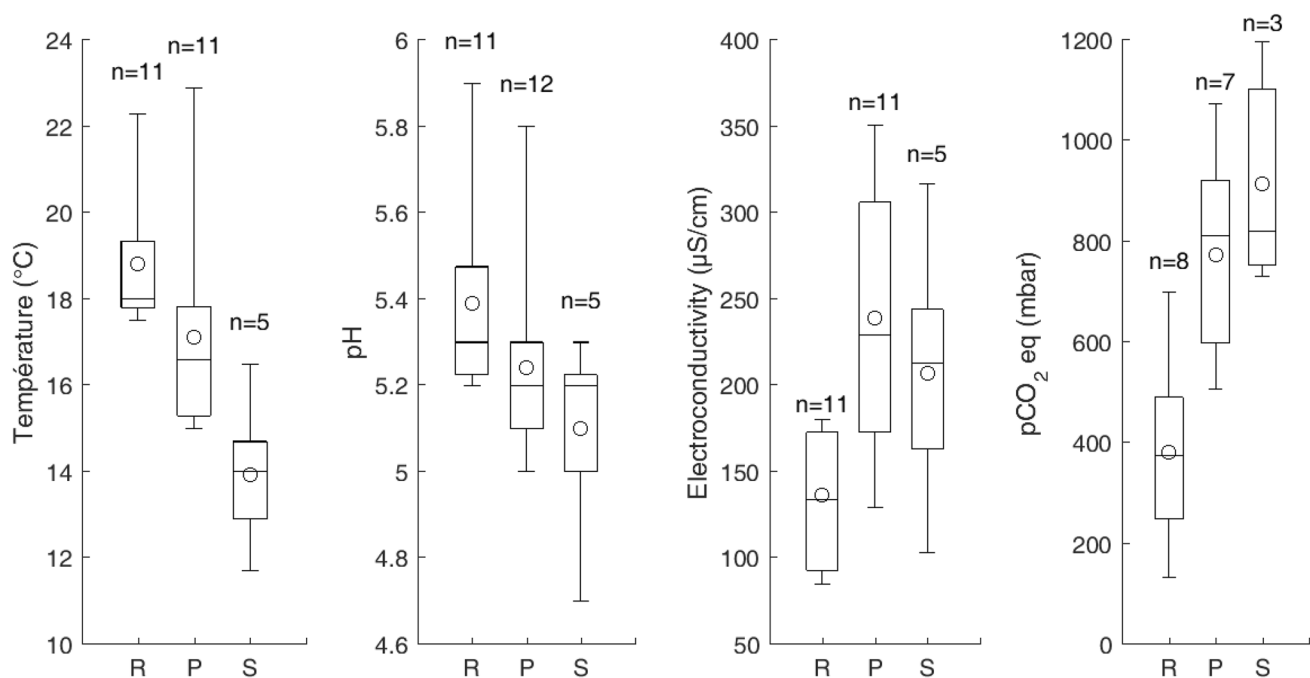 Température (°C)
24
22
20
18
16
14
12
10
n=11
n=11
n=5
R P S
pH
6
5.8
5.6
5.4
5.2
5
4.8
4.6
n=11
n=12
n=5
R P S
Electroconductivity (µS/cm)
400
350
300
250
200
150
100
50
n=11
n=11
n=5
R P S
pCO₂ eq (mbar)
1200
1000
800
600
400
200
0
n=8
n=7
n=3
R P S